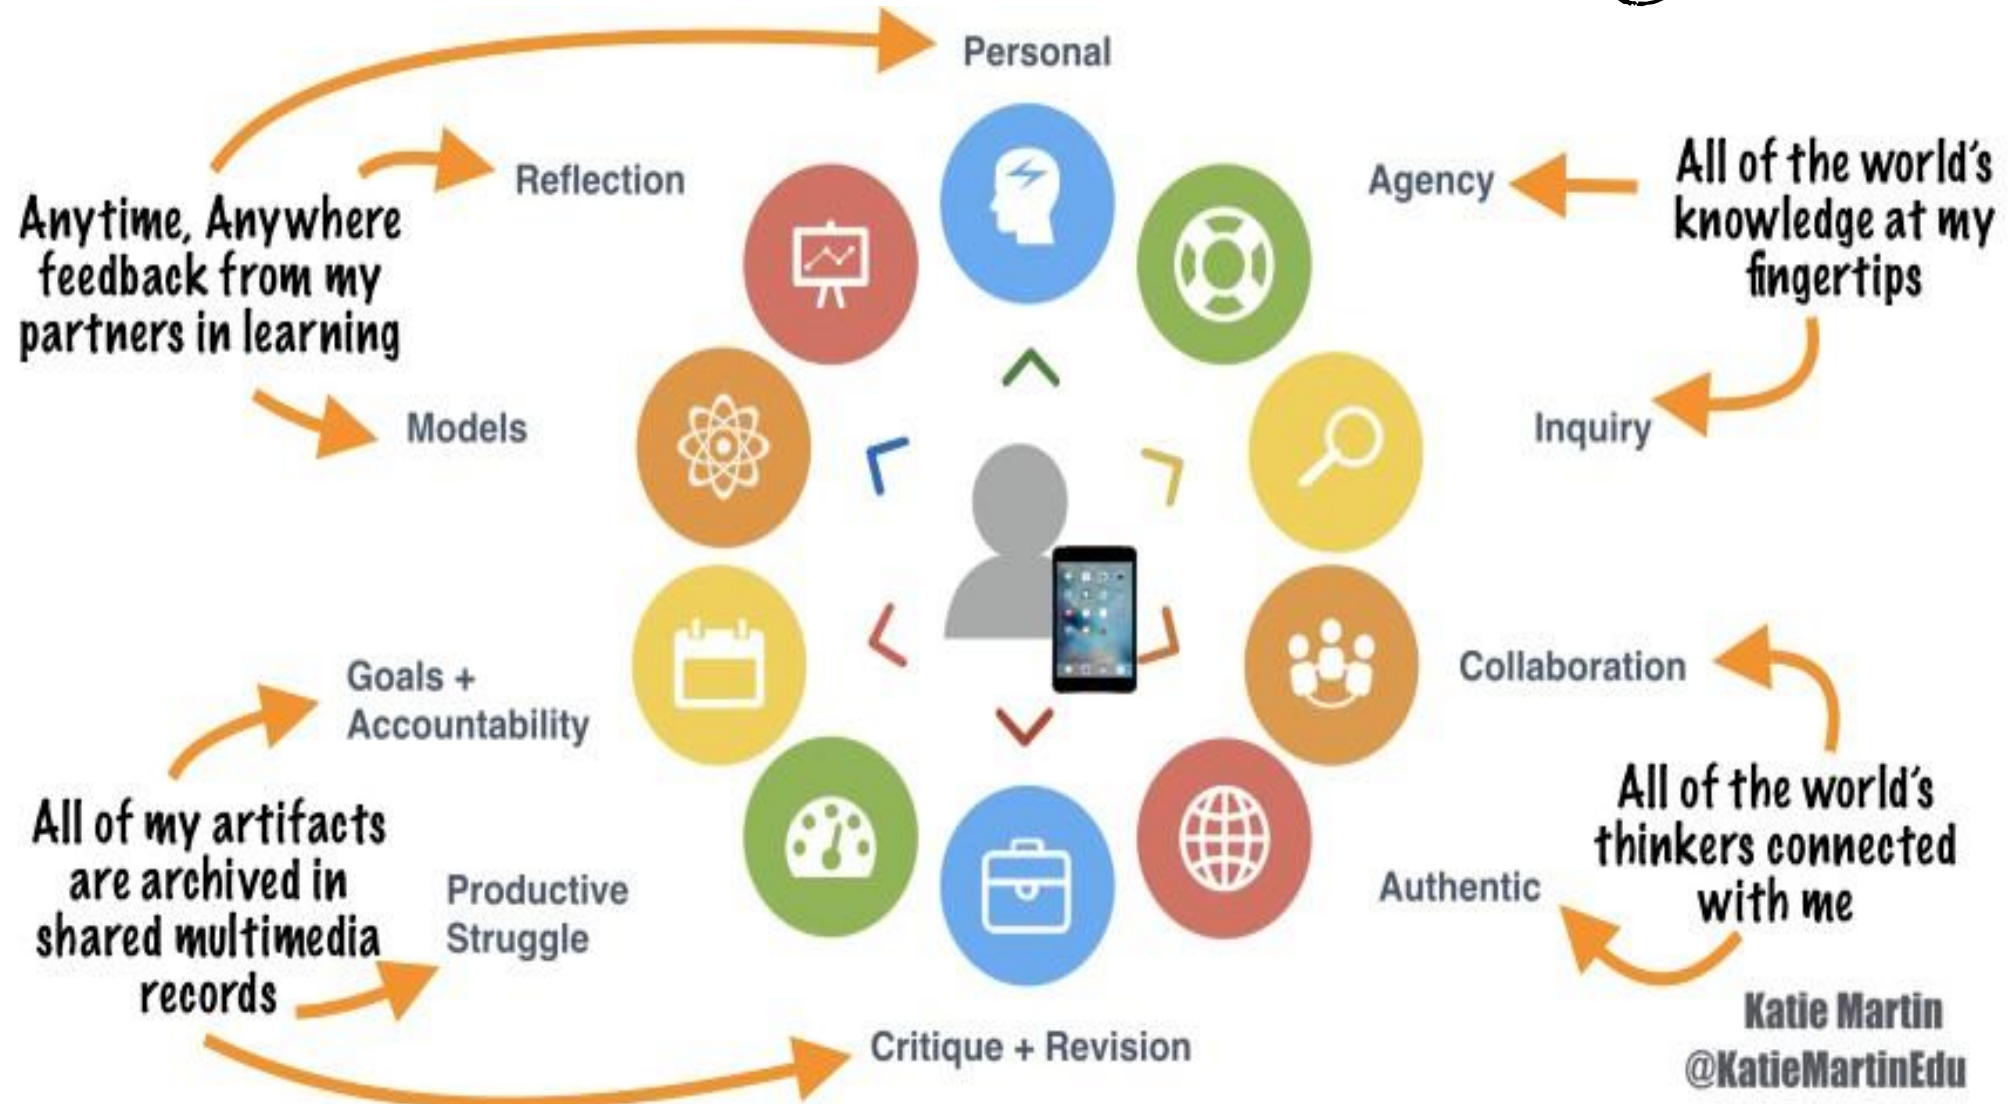 Personal
Reflection
Agency
All of the world's
knowledge at my
fingertips
Anytime, Anywhere
feedback from my
partners in learning
Models
Inquiry
Goals +
Accountability
Collaboration
All of my artifacts
are archived in
shared multimedia
records
Productive
Struggle
All of the world's
thinkers connected
with me
Authentic
Critique + Revision
Katie Martin
@KatieMartinEdu